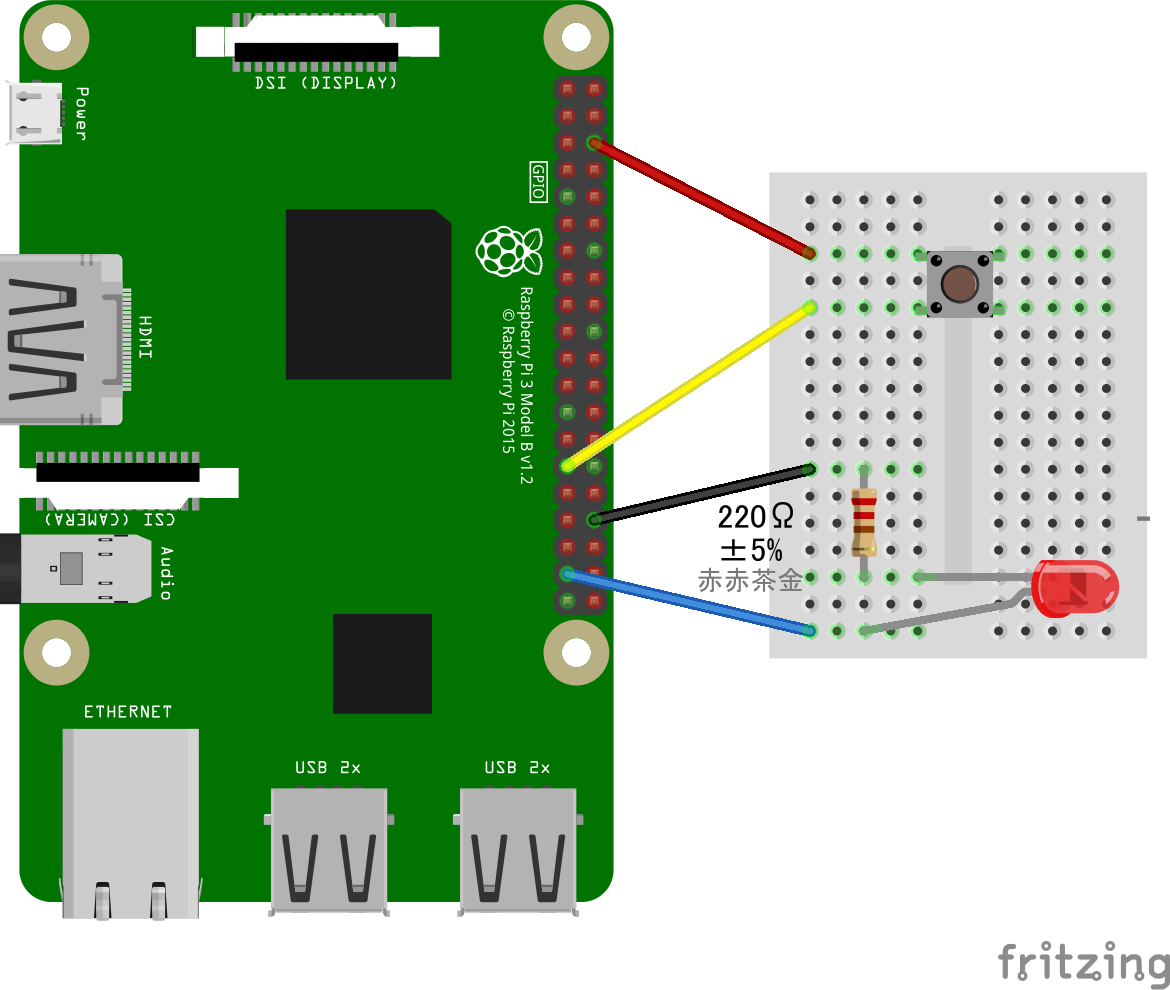 DSI (DISPLAY)
Power
GPIO
HDMI
Raspberry Pi 3 Model B v1.2
© Raspberry Pi 2015
CSI (CAMERA)
Audio
220Ω
±5%
赤赤茶金
ETHERNET
USB 2x
USB 2x
fritzing